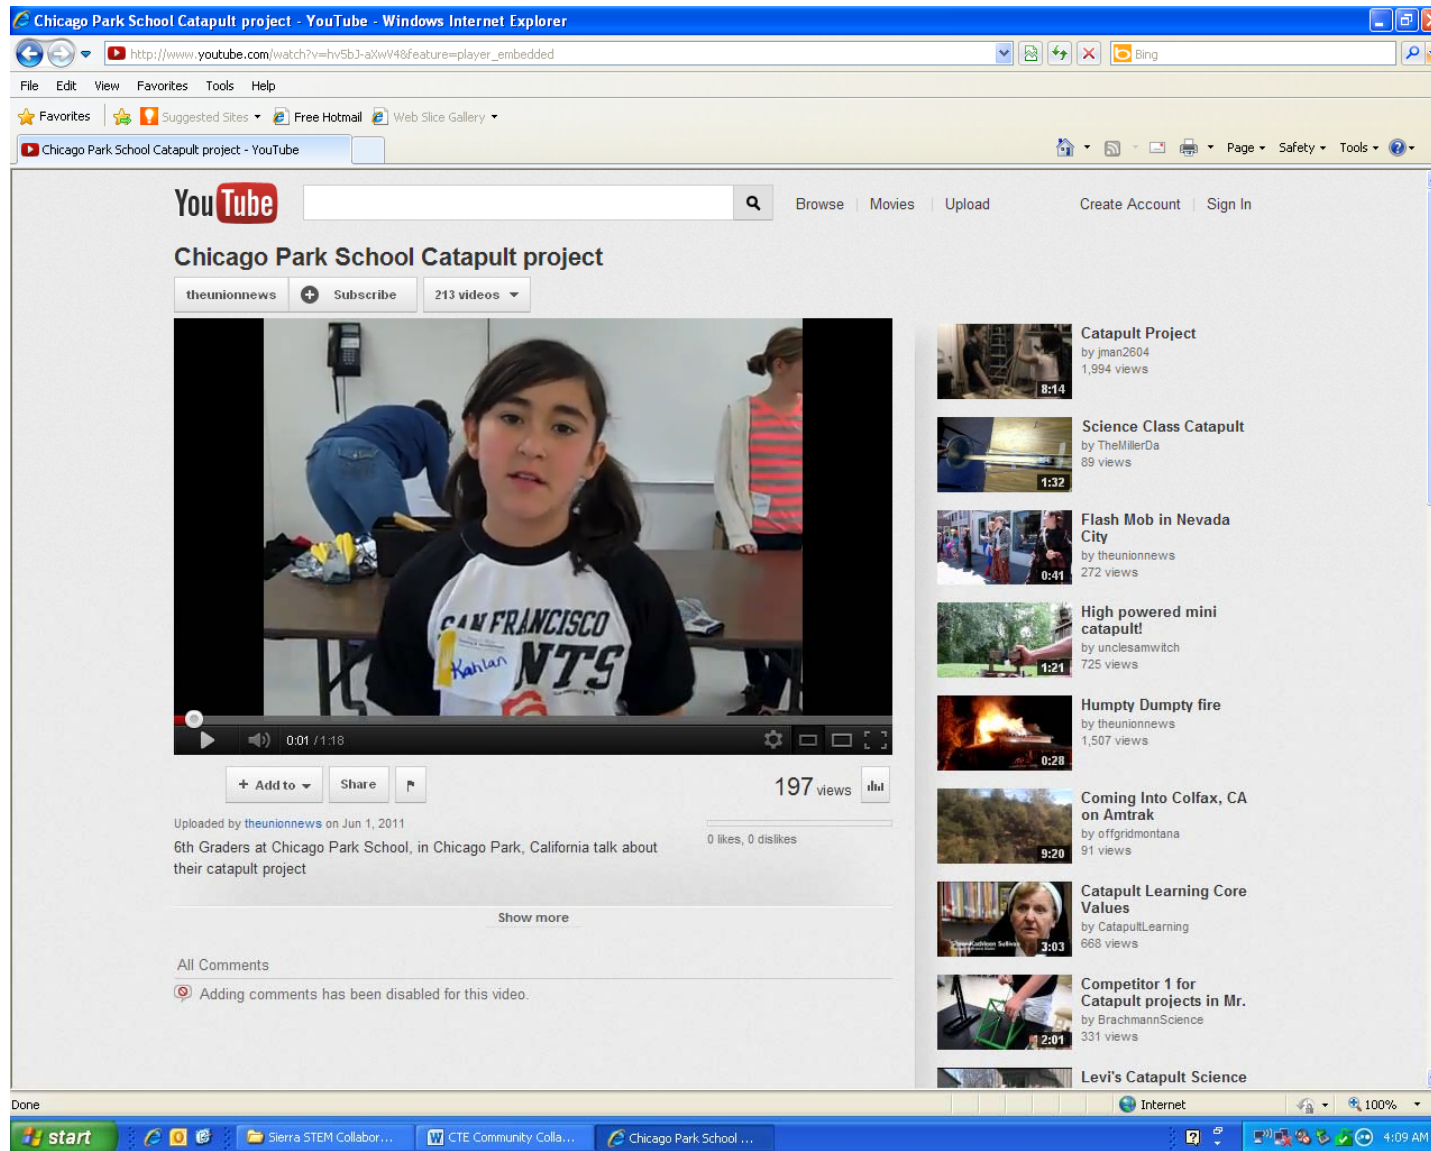 Chicago Park School Catapult project - YouTube - Windows Internet Explorer
http://www.youtube.com/watch?v=hv5bJ-aXwV4&feature=player_embedded
Bing
File Edit View Favorites Tools Help
Favorites Suggested Sites Free Hotmail Web Slice Gallery
Chicago Park School Catapult project - YouTube
Page Safety Tools
YouTube
Browse Movies Upload Create Account Sign In
Chicago Park School Catapult project
theunionnews Subscribe 213 videos
SAN FRANCISCO
Kahlan
NTS
0:01 / 1:18
+ Add to Share
197 views
Uploaded by theunionnews on Jun 1, 2011
0 likes, 0 dislikes
6th Graders at Chicago Park School, in Chicago Park, California talk about
their catapult project
Show more
All Comments
Adding comments has been disabled for this video.
Catapult Project
by jman2604
1,994 views
8:14
Science Class Catapult
by TheMillerDa
89 views
1:32
Flash Mob in Nevada
City
by theunionnews
272 views
0:41
High powered mini
catapult!
by unclesamwitch
725 views
1:21
Humpty Dumpty fire
by theunionnews
1,507 views
0:28
Coming Into Colfax, CA
on Amtrak
by offgridmontana
91 views
9:20
Catapult Learning Core
Values
by CatapultLearning
668 views
3:03
Competitor 1 for
Catapult projects in Mr.
by BrachmannScience
331 views
2:01
Levi's Catapult Science
Done
Internet
100%
start
Sierra STEM Collabor...
CTE Community Colla...
Chicago Park School ...
4:09 AM